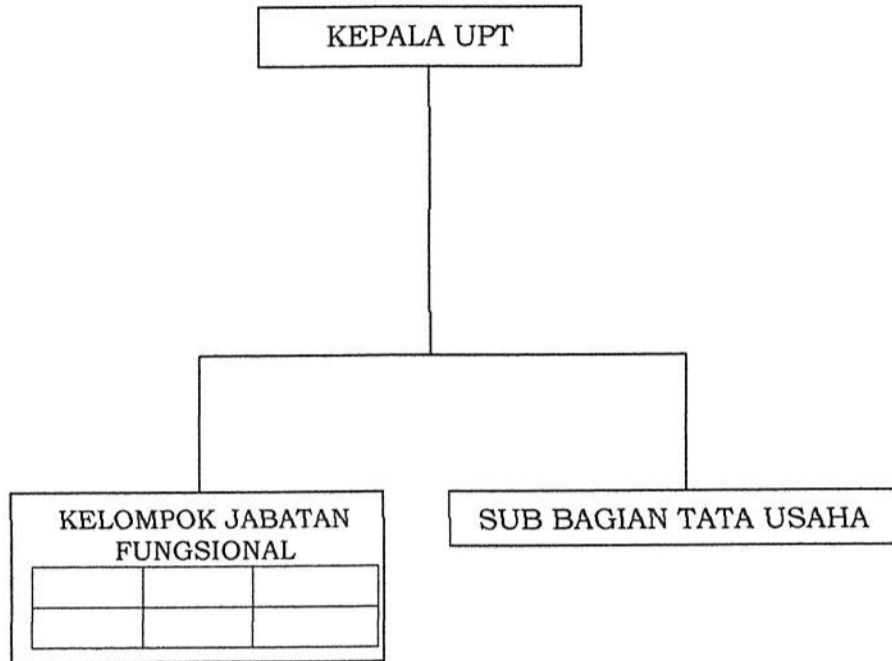 KEPALA UPT
KELOMPOK JABATAN
FUNGSIONAL
SUB BAGIAN TATA USAHA